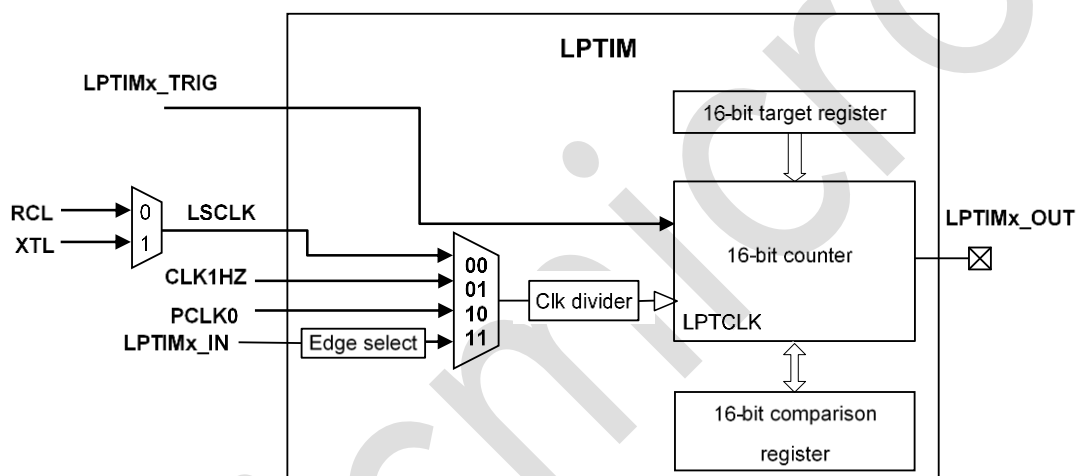 LPTIM
LPTIMx_TRIG
16-bit target register
RCL
0
LSCLK
XTL
1
LPTIMx_OUT
16-bit counter
00
CLK1HZ
01
Clk divider
PCLK0
10
LPTCLK
LPTIMx_IN
Edge select
11
16-bit comparison
register